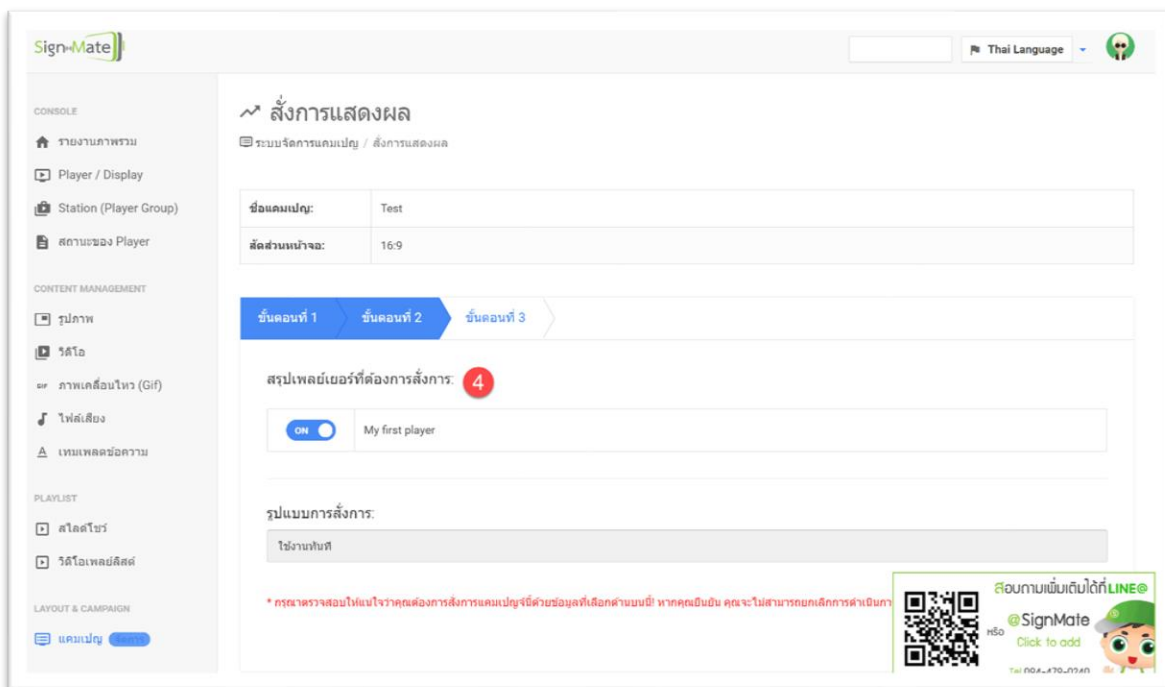 Sign Mate
Thai Language
CONSOLE
รายงานภาพรวม
Player / Display
Station (Player Group)
สถานะของ Player
CONTENT MANAGEMENT
รูปภาพ
วิดีโอ
GIF ภาพเคลื่อนไหว (Gif)
ไฟล์เสียง
A เทมเพลตข้อความ
PLAYLIST
สไลด์โชว์
วิดีโอเพลย์ลิสต์
LAYOUT & CAMPAIGN
แคมเปญ จัดการ
สั่งการแสดงผล
ระบบจัดการแคมเปญ / สั่งการแสดงผล
ชื่อแคมเปญ: Test
สัดส่วนหน้าจอ: 16:9
ขั้นตอนที่ 1 ขั้นตอนที่ 2 ขั้นตอนที่ 3
สรุปเพลย์เยอร์ที่ต้องการสั่งการ: 4
ON My first player
รูปแบบการสั่งการ:
ใช้งานทันที
* กรุณาตรวจสอบให้แน่ใจว่าคุณต้องการสั่งการแคมเปญจ์นี้ด้วยข้อมูลที่เลือกด้านบนนี้! หากคุณยืนยัน คุณจะไม่สามารถยกเลิกการดำเนินกา
สอบถามเพิ่มเติมได้ที่ LINE@
@SignMate
หรือ
Click to add
Tel.094-479-0240